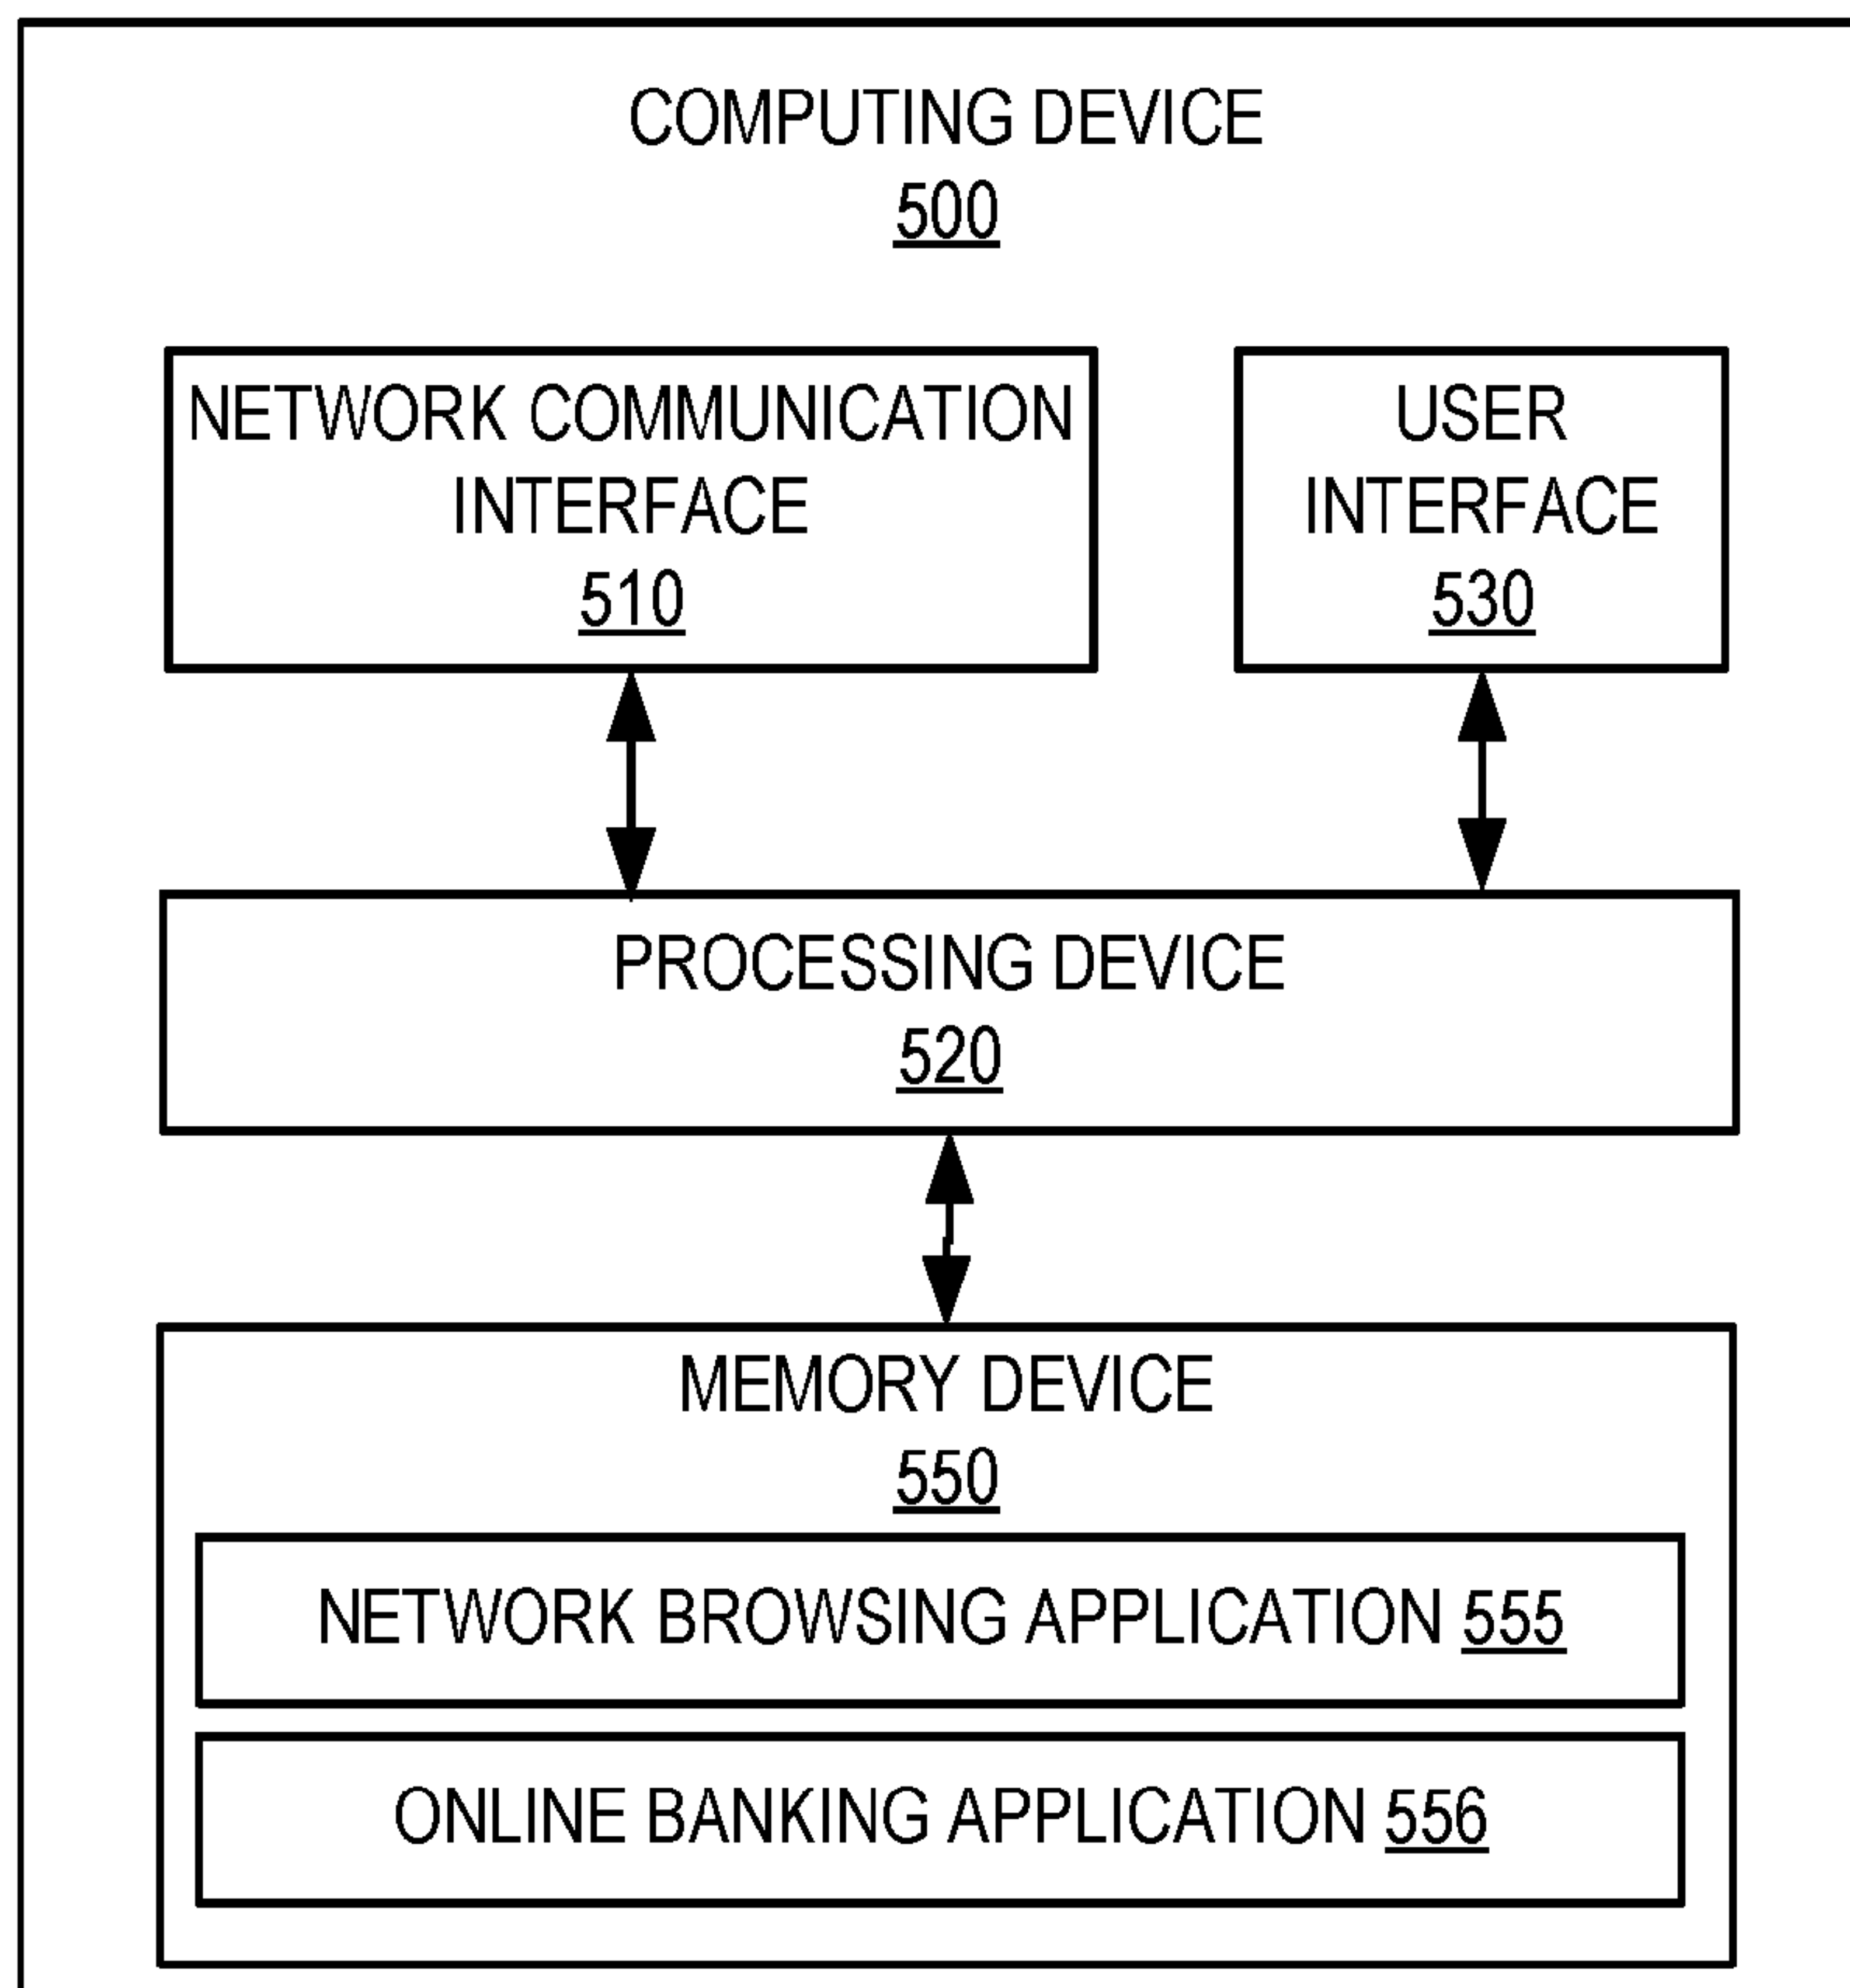 COMPUTING DEVICE
500
NETWORK COMMUNICATION
INTERFACE
510
USER
INTERFACE
530
PROCESSING DEVICE
520
MEMORY DEVICE
550
NETWORK BROWSING APPLICATION 555
ONLINE BANKING APPLICATION 556